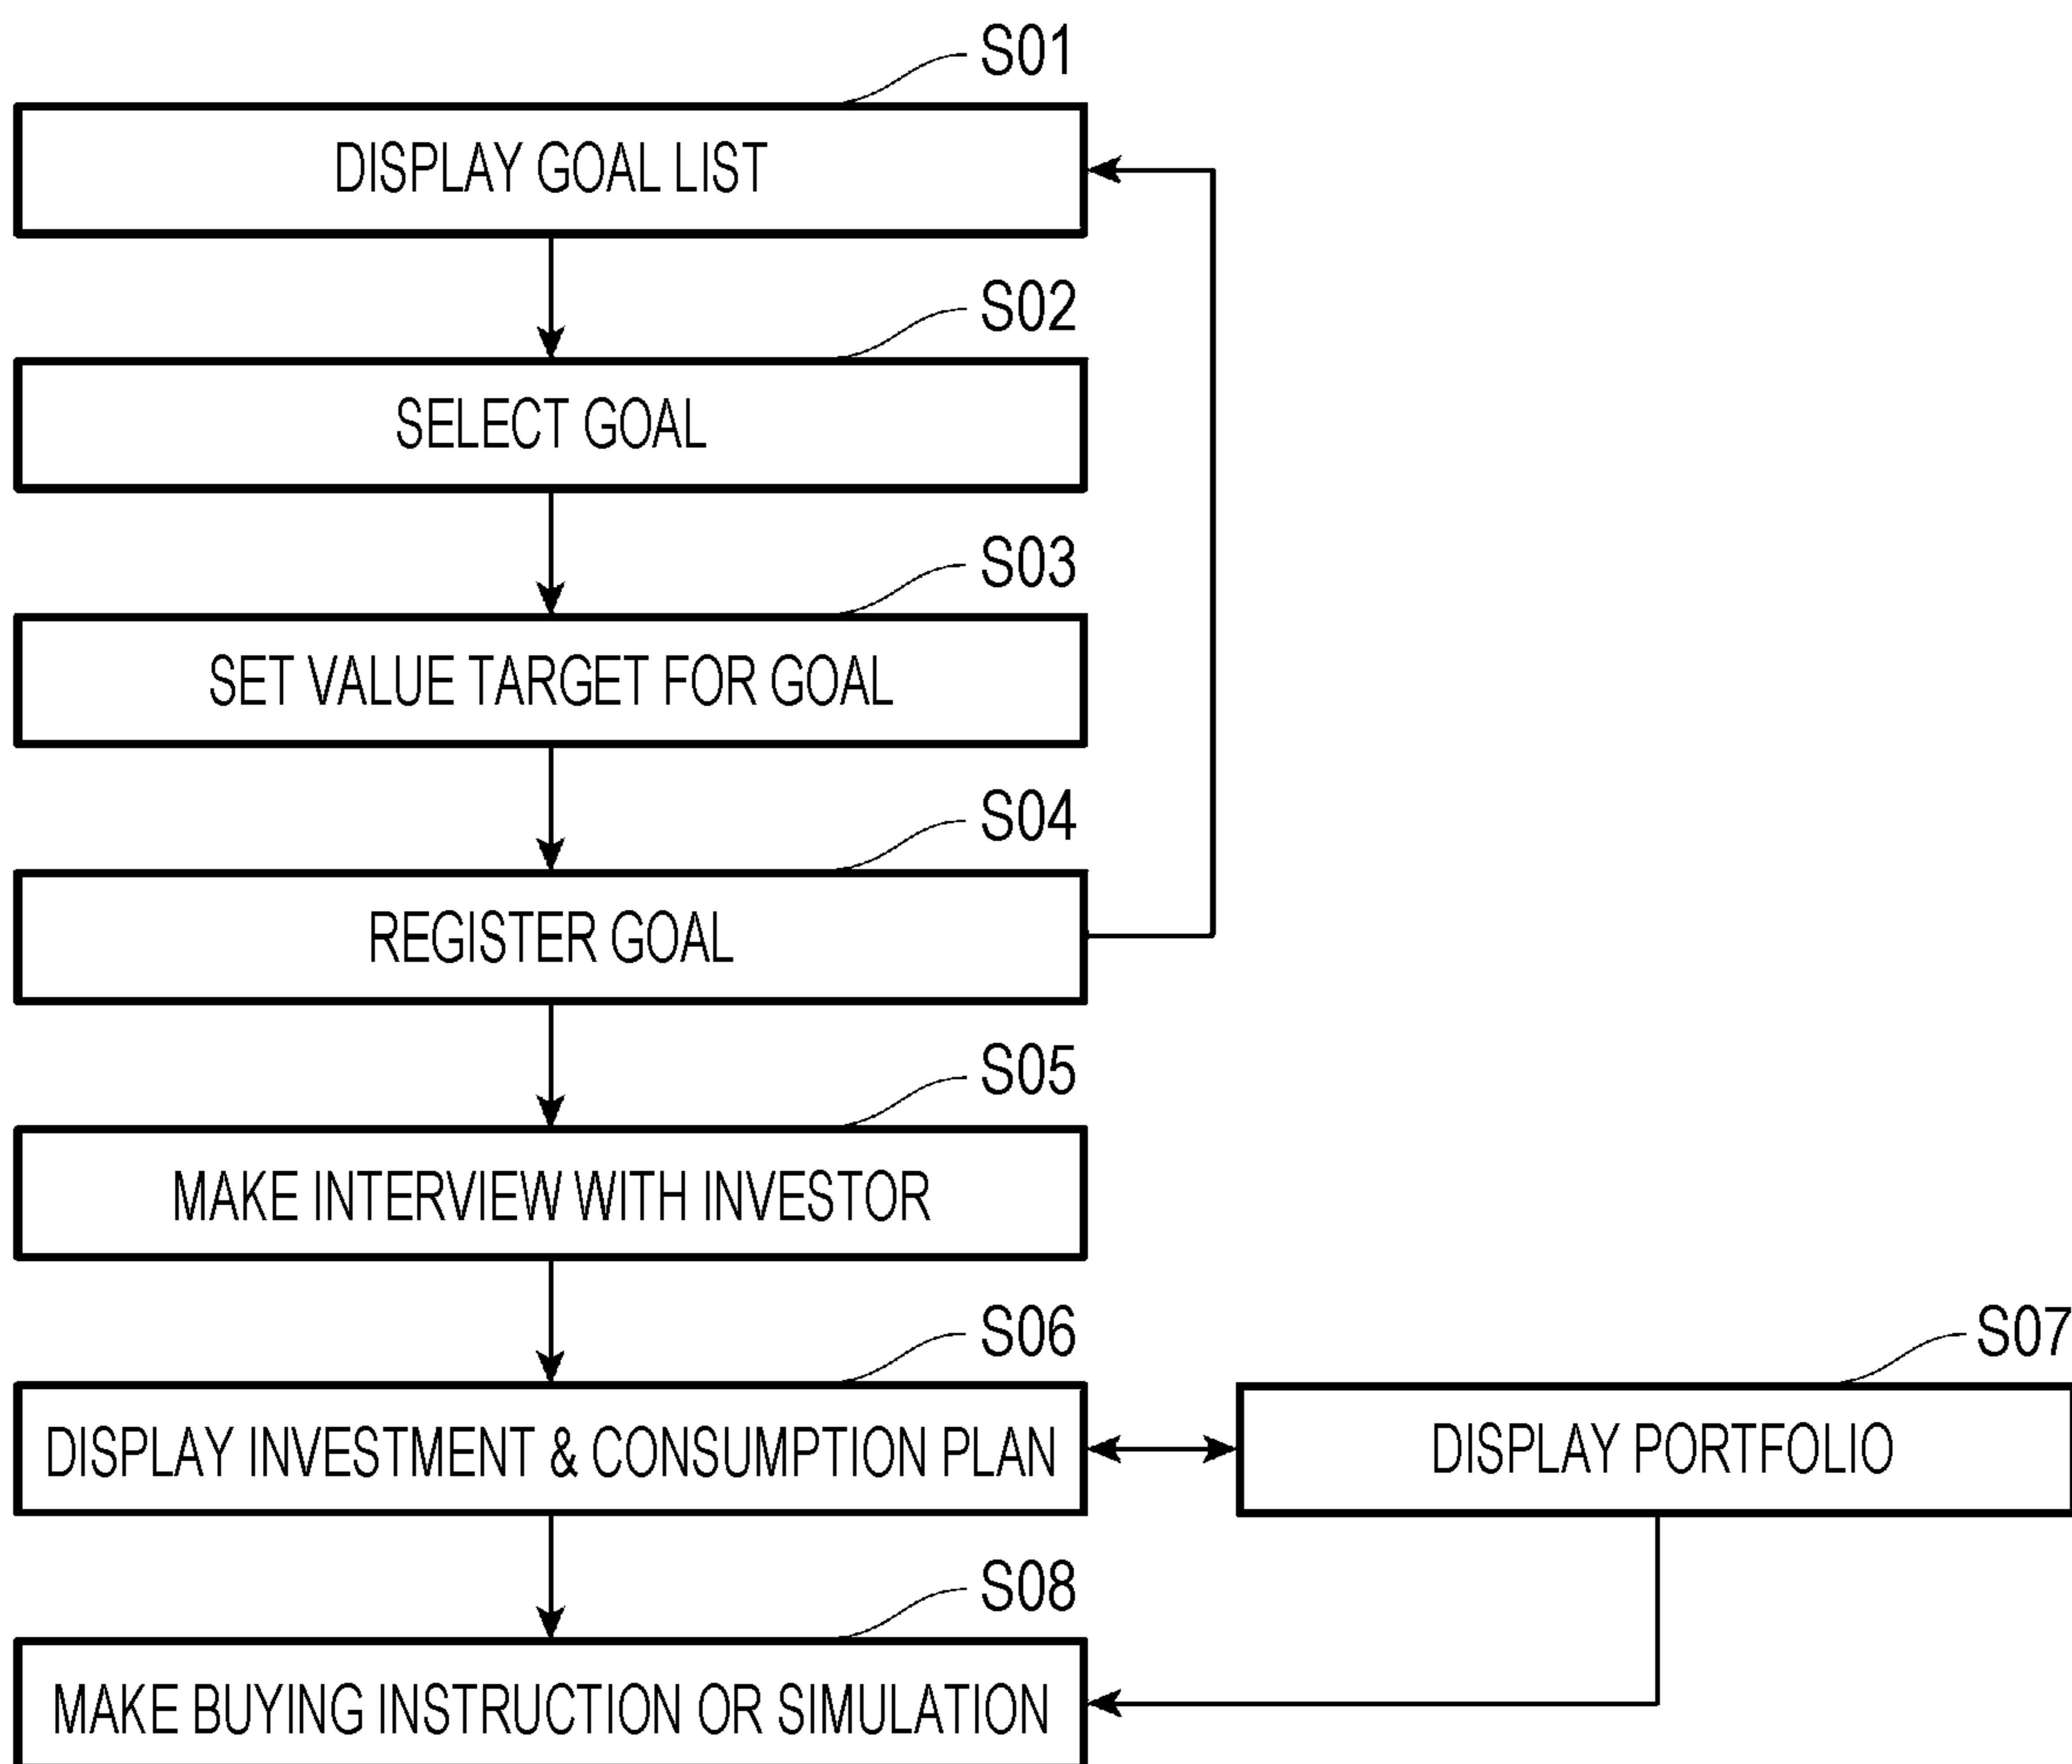 S01
DISPLAY GOAL LIST
S02
SELECT GOAL
S03
SET VALUE TARGET FOR GOAL
S04
REGISTER GOAL
S05
MAKE INTERVIEW WITH INVESTOR
S06
DISPLAY INVESTMENT & CONSUMPTION PLAN
S07
DISPLAY PORTFOLIO
S08
MAKE BUYING INSTRUCTION OR SIMULATION